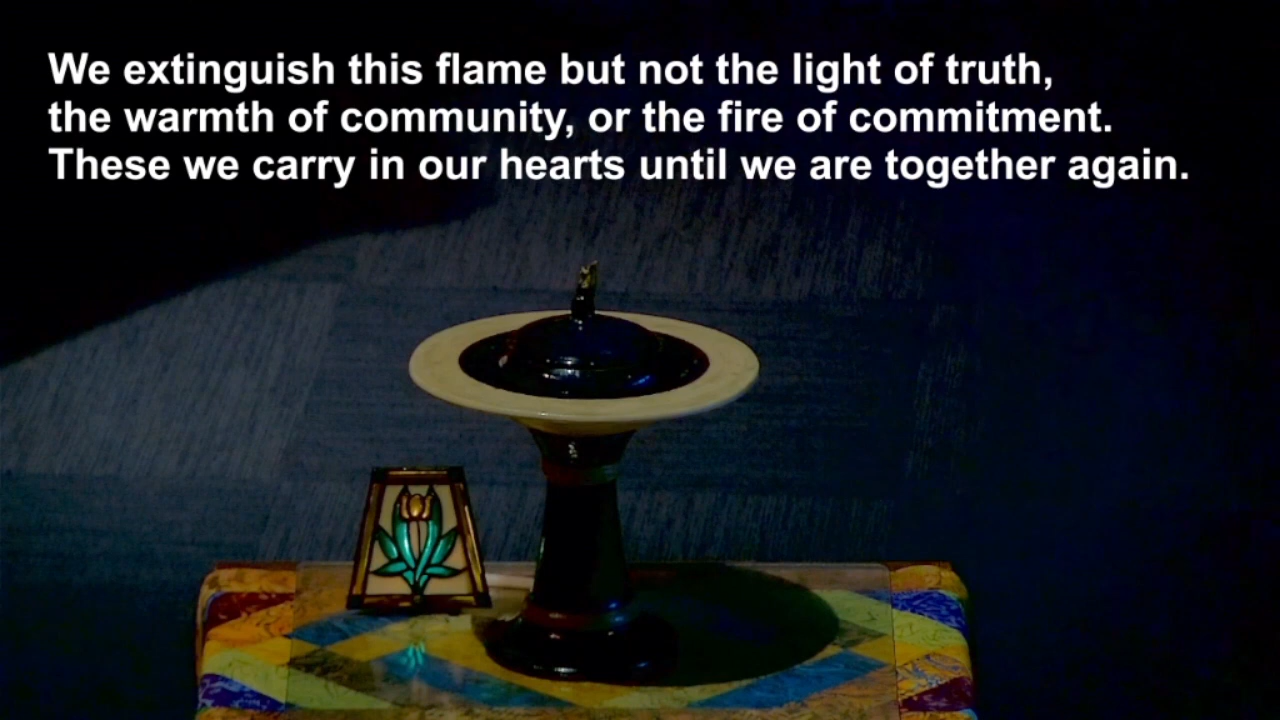 We extinguish this flame but not the light of truth,
the warmth of community, or the fire of commitment.
These we carry in our hearts until we are together again.